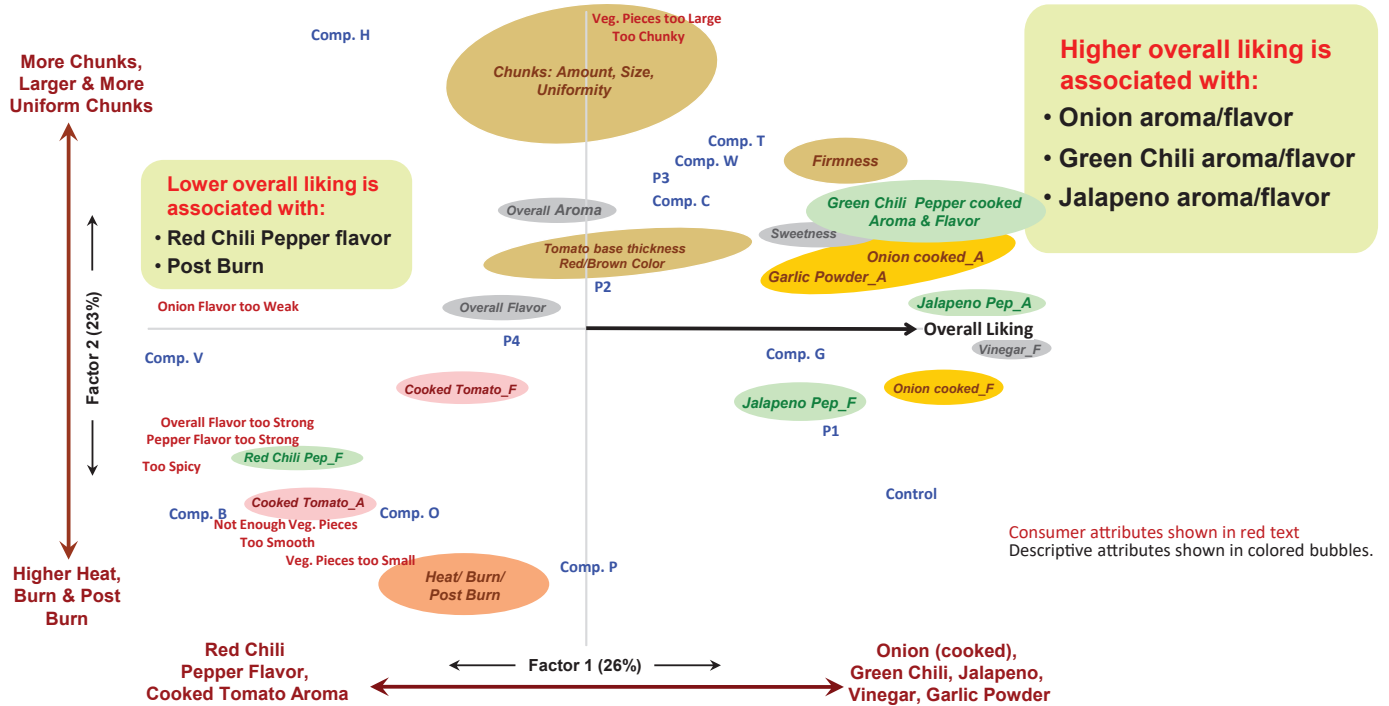 Veg. Pieces too Large
Too Chunky
Comp. H
Chunks: Amount, Size,
Uniformity
More Chunks,
Larger & More
Uniform Chunks
Higher overall liking is
associated with:
• Onion aroma/flavor
• Green Chili aroma/flavor
• Jalapeno aroma/flavor
Comp. T
Comp. W
P3
Comp. C
Firmness
Lower overall liking is
associated with:
• Red Chili Pepper flavor
• Post Burn
Overall Aroma
Green Chili Pepper cooked
Aroma & Flavor
Sweetness
Tomato base thickness
Red/Brown Color
Onion cooked_A
Garlic Powder_A
P2
Onion Flavor too Weak
Overall Flavor
Jalapeno Pep_A
Overall Liking
P4
Vinegar_F
Comp. V
Comp. G
Factor 2 (23%)
Cooked Tomato_F
Onion cooked_F
Jalapeno Pep_F
P1
Overall Flavor too Strong
Pepper Flavor too Strong
Red Chili Pep_F
Too Spicy
Control
Cooked Tomato_A
Comp. B
Comp. O
Not Enough Veg. Pieces
Too Smooth
Veg. Pieces too Small
Comp. P
Heat/ Burn/
Post Burn
Consumer attributes shown in red text
Descriptive attributes shown in colored bubbles.
Higher Heat,
Burn & Post
Burn
Red Chili
Pepper Flavor,
Cooked Tomato Aroma
Factor 1 (26%)
Onion (cooked),
Green Chili, Jalapeno,
Vinegar, Garlic Powder